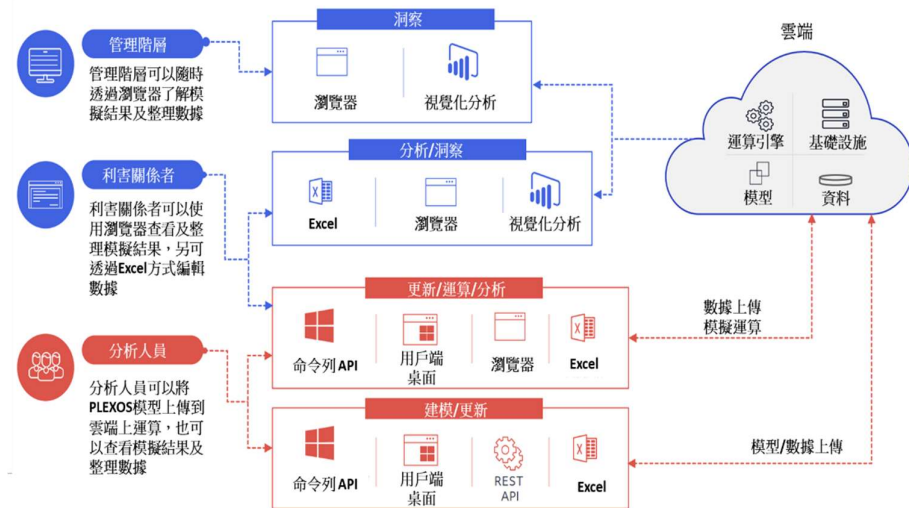 洞察
管理階層
管理階層可以隨時
透過瀏覽器了解模
擬結果及整理數據
瀏覽器
視覺化分析
雲端
運算引擎
基礎設施
模型
資料
分析/洞察
利害關係者
利害關係者可以使
用瀏覽器查看及整
理模擬結果，另可
透過Excel方式編輯
數據
Excel
瀏覽器
視覺化分析
更新/運算/分析
命令列 API
用戶端
桌面
瀏覽器
Excel
數據上傳
模擬運算
分析人員
分析人員可以將
PLEXOS模型上傳到
雲端上運算，也可
以查看模擬結果及
整理數據
建模/更新
命令列 API
用戶端
桌面
REST
API
Excel
模型/數據上傳